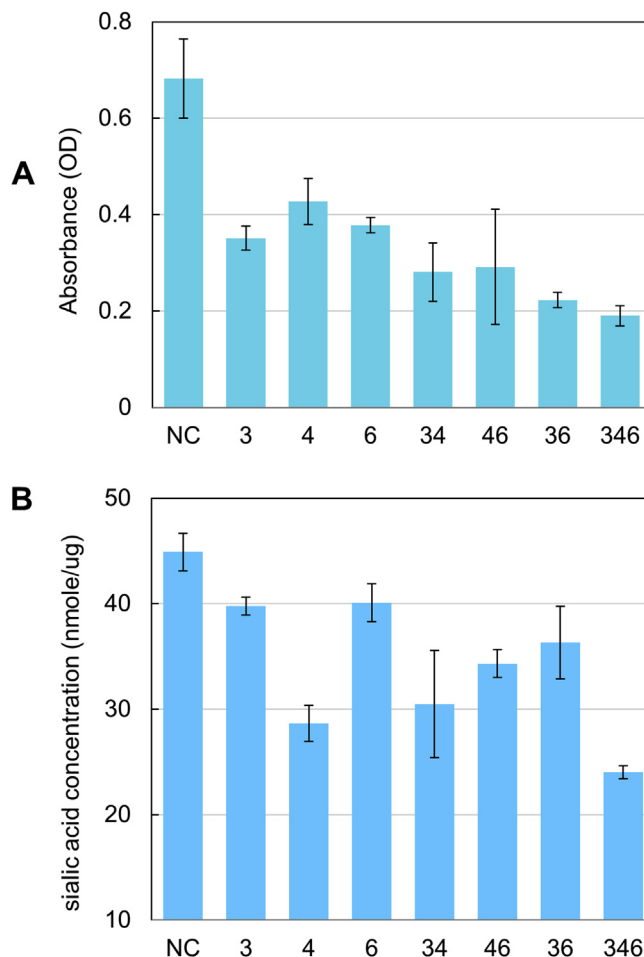 A
Absorbance (OD)
0.8
0.6
0.4
0.2
0
NC 3 4 6 34 46 36 346
B
sialic acid concentration (nmole/ug)
50
40
30
20
10
NC 3 4 6 34 46 36 346